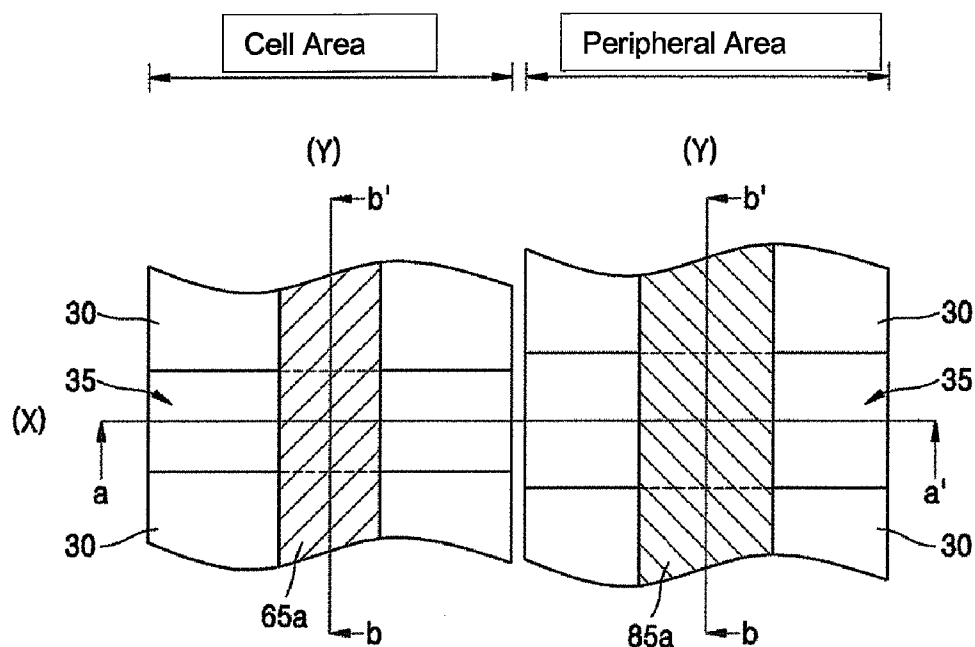 Cell Area
Peripheral Area
(Y)
(Y)
b'
b'
30
30
35
35
(X)
a
a'
30
30
65a
b
85a
b